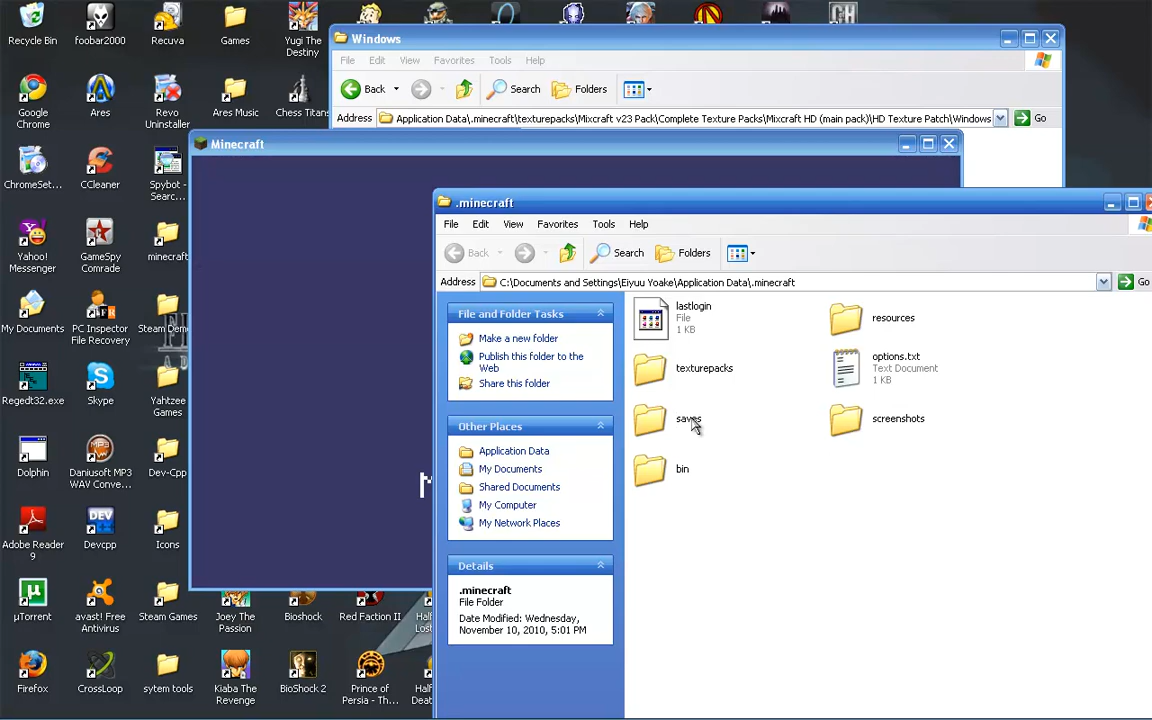 Recycle Bin
foobar2000
Recuva
Games
Yugi The
Destiny
Google
Chrome
Ares
Revo
Uninstaller
Ares Music
Chess Titans
ChromeSet...
CCleaner
Spybot -
Searc...
Yahoo!
Messenger
GameSpy
Comrade
minecraft
My Documents
PC Inspector
File Recovery
Steam Dem
Regedt32.exe
Skype
Yahtzee
Games
Dolphin
Daniusoft MP3
WAV Conve...
Dev-Cpp
Adobe Reader
9
Devcpp
Icons
µTorrent
avast! Free
Antivirus
Steam Games
Joey The
Passion
Bioshock
Red Faction II
Half
Lost
Firefox
CrossLoop
sytem tools
Kiaba The
Revenge
BioShock 2
Prince of
Persia - Th...
Half
Deat
CH
Windows
File Edit View Favorites Tools Help
Back Search Folders
Address Application Data\.minecraft\texturepacks\Mixcraft v23 Pack\Complete Texture Packs\Mixcraft HD (main pack)\HD Texture Patch\Windows Go
Minecraft
.minecraft
File Edit View Favorites Tools Help
Back Search Folders
Address C:\Documents and Settings\Eiyuu Yoake\Application Data\.minecraft Go
File and Folder Tasks
Make a new folder
Publish this folder to the
Web
Share this folder
Other Places
Application Data
My Documents
Shared Documents
My Computer
My Network Places
Details
.minecraft
File Folder
Date Modified: Wednesday,
November 10, 2010, 5:01 PM
lastlogin
File
1 KB
resources
texturepacks
options.txt
Text Document
1 KB
saves
screenshots
bin